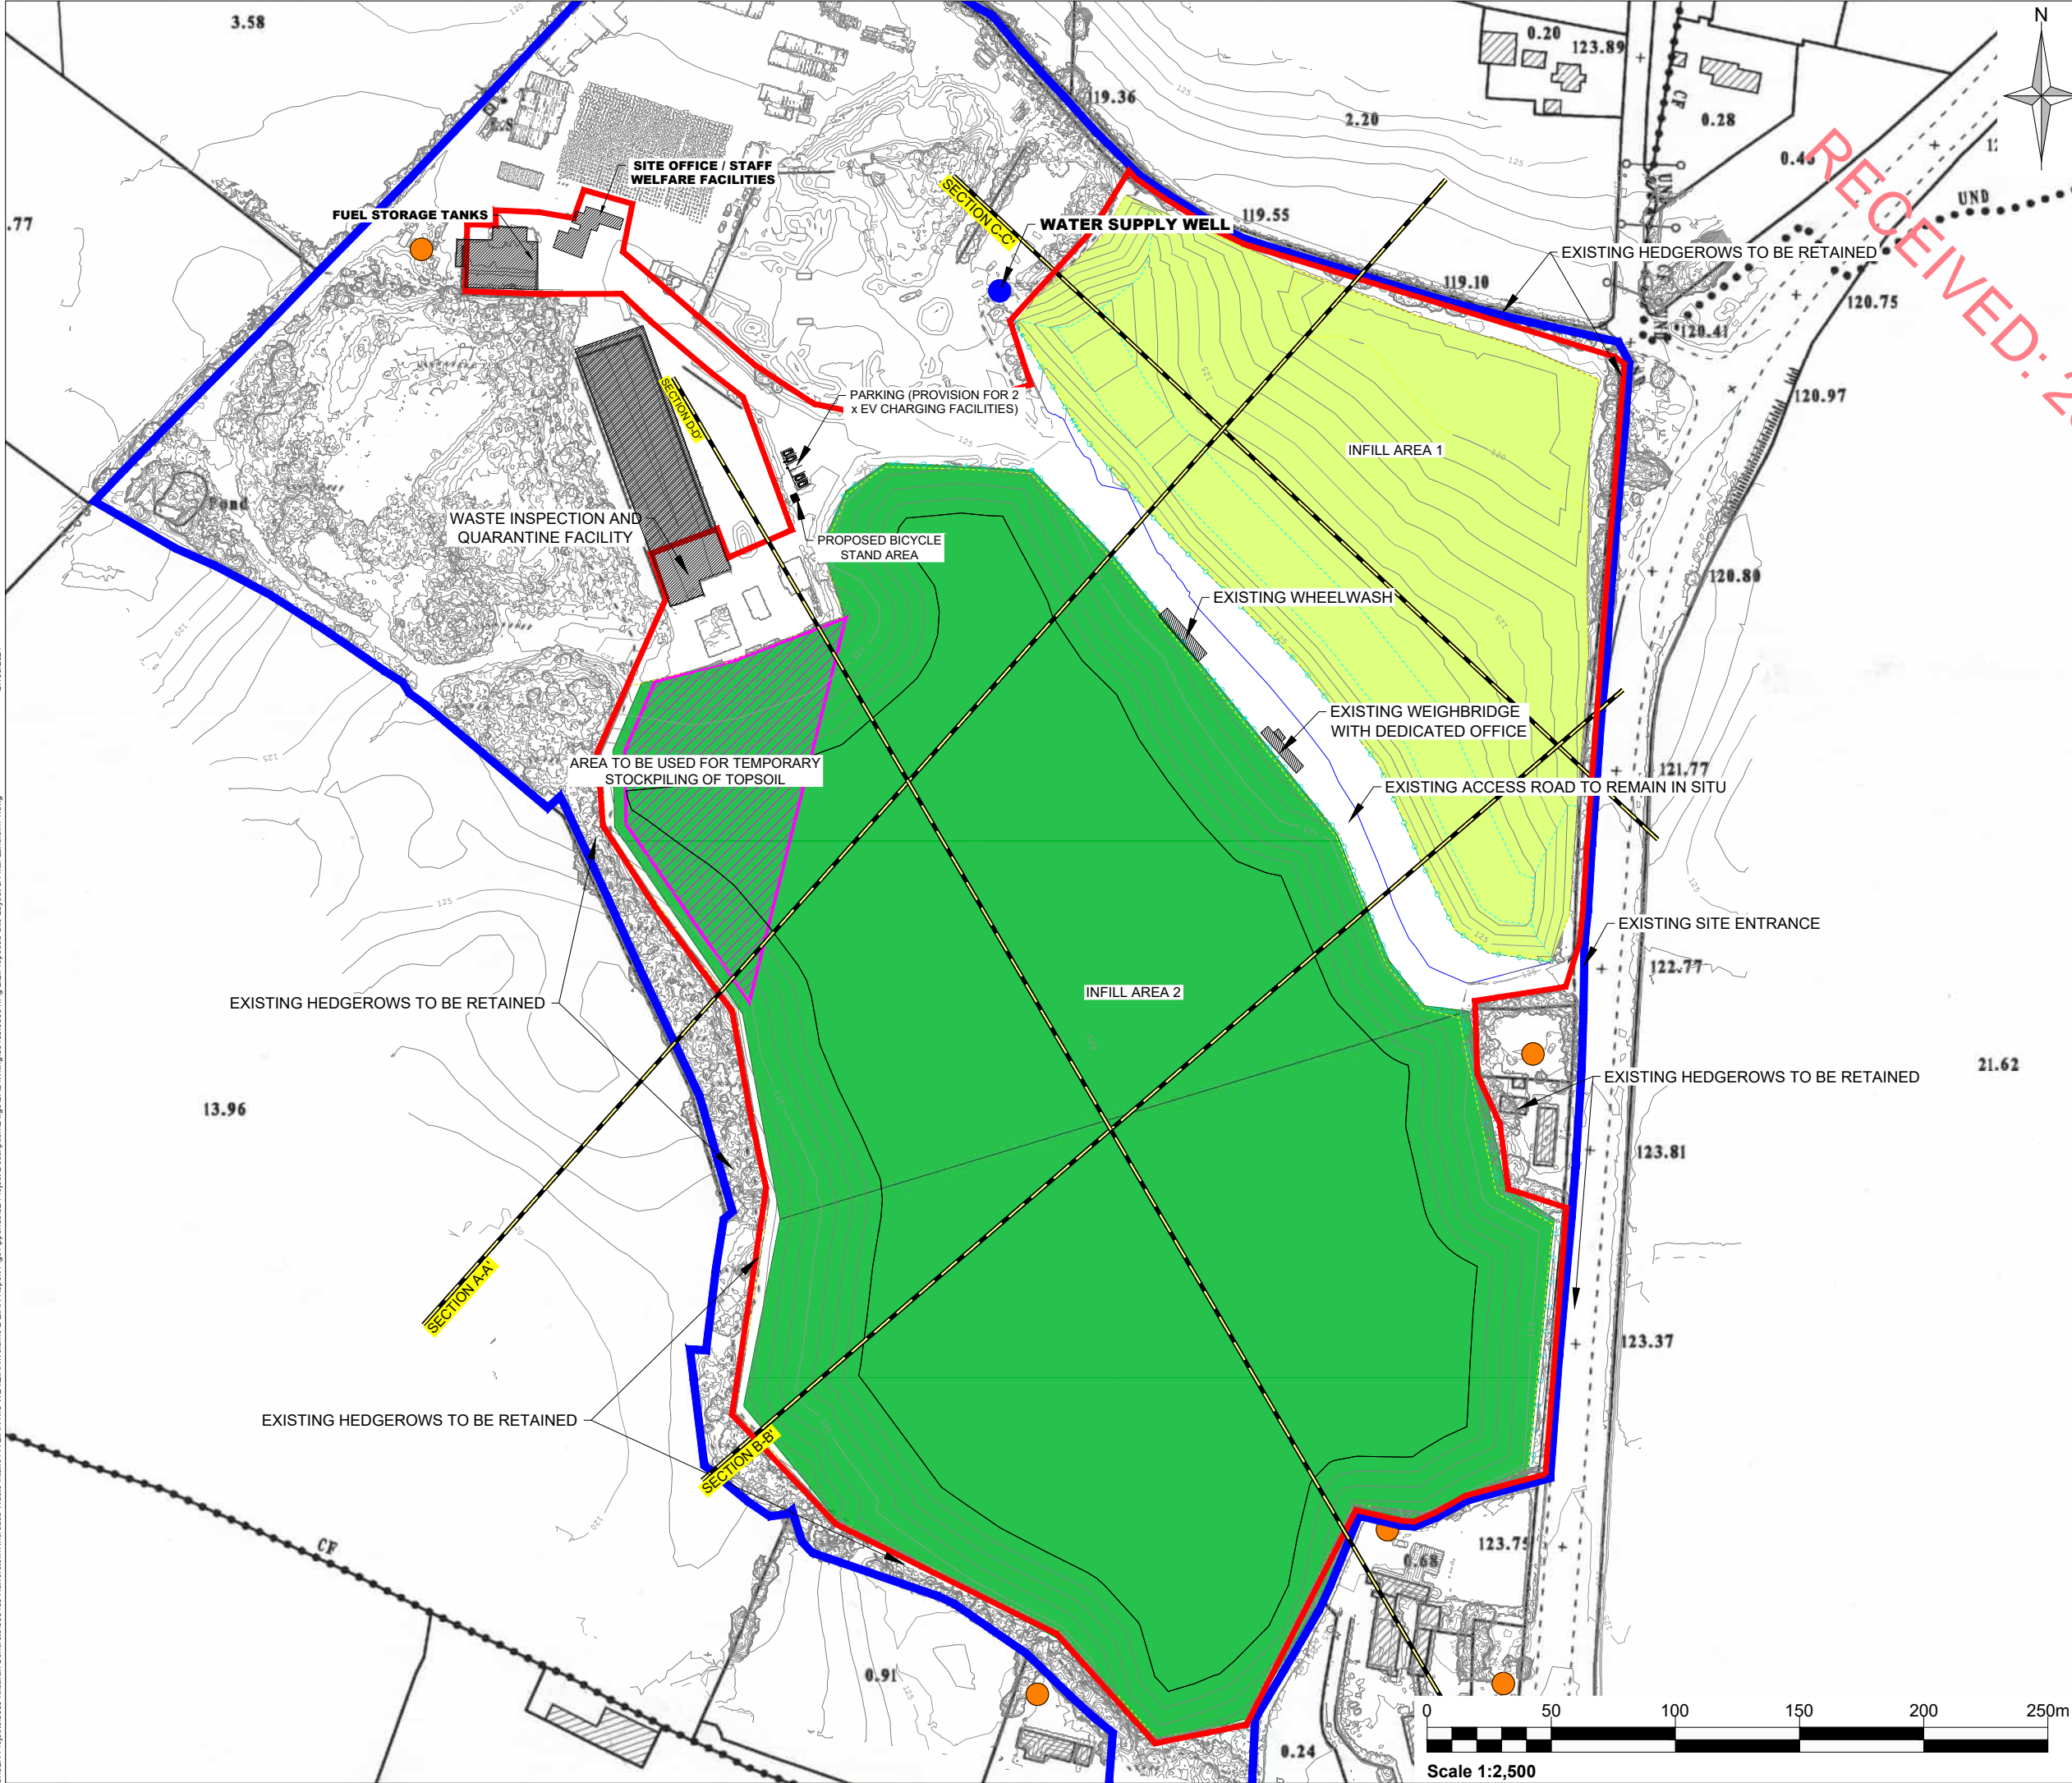 3.58
N
0.20
123.89
CF
119.36
2.20
0.28
0.4
UND
.77
SITE OFFICE / STAFF
WELFARE FACILITIES
FUEL STORAGE TANKS
SECTION C-C'
WATER SUPPLY WELL
119.55
EXISTING HEDGEROWS TO BE RETAINED
119.10
120.75
120.41
RECEIVED: 2
120.97
SECTION D-D'
PARKING (PROVISION FOR 2
x EV CHARGING FACILITIES)
INFILL AREA 1
Pond
WASTE INSPECTION AND
QUARANTINE FACILITY
PROPOSED BICYCLE
STAND AREA
120.80
EXISTING WHEELWASH
EXISTING WEIGHBRIDGE
WITH DEDICATED OFFICE
AREA TO BE USED FOR TEMPORARY
STOCKPILING OF TOPSOIL
121.77
EXISTING ACCESS ROAD TO REMAIN IN SITU
EXISTING SITE ENTRANCE
122.77
INFILL AREA 2
EXISTING HEDGEROWS TO BE RETAINED
21.62
EXISTING HEDGEROWS TO BE RETAINED
13.96
123.81
SECTION A-A'
123.37
EXISTING HEDGEROWS TO BE RETAINED
SECTION B-B'
CF
123.75
0.68
0.91
0.24
0 50 100 150 200 250m
Scale 1:2,500